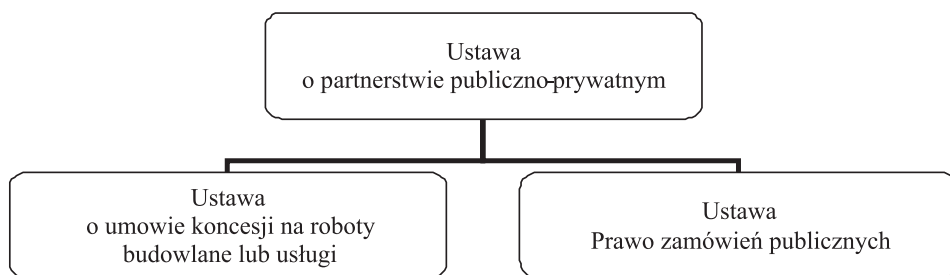 Ustawa
o partnerstwie publiczno-prywatnym
Ustawa
o umowie koncesji na roboty
budowlane lub usługi
Ustawa
Prawo zamówień publicznych